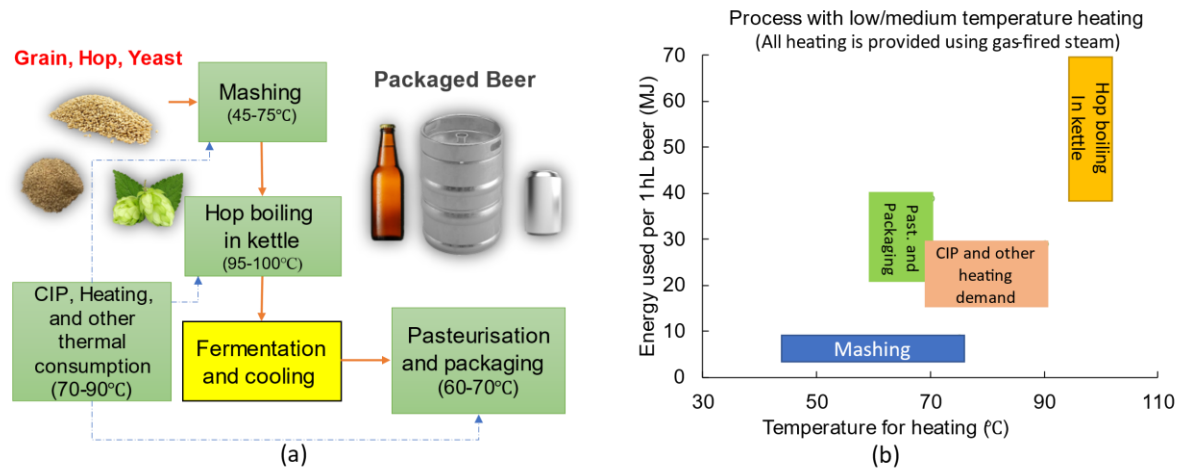 Grain, Hop, Yeast
Mashing
(45-75℃)
Packaged Beer
Hop boiling
in kettle
(95-100℃)
CIP, Heating,
and other
thermal
consumption
(70-90℃)
Fermentation
and cooling
Pasteurisation
and packaging
(60-70℃)
(a)
Process with low/medium temperature heating
(All heating is provided using gas-fired steam)
Energy used per 1hL beer (MJ)
70
60
50
40
30
20
10
0
Hop boiling
In kettle
Past. and
Packaging
CIP and other
heating
demand
Mashing
30
50
70
90
110
Temperature for heating (℃)
(b)